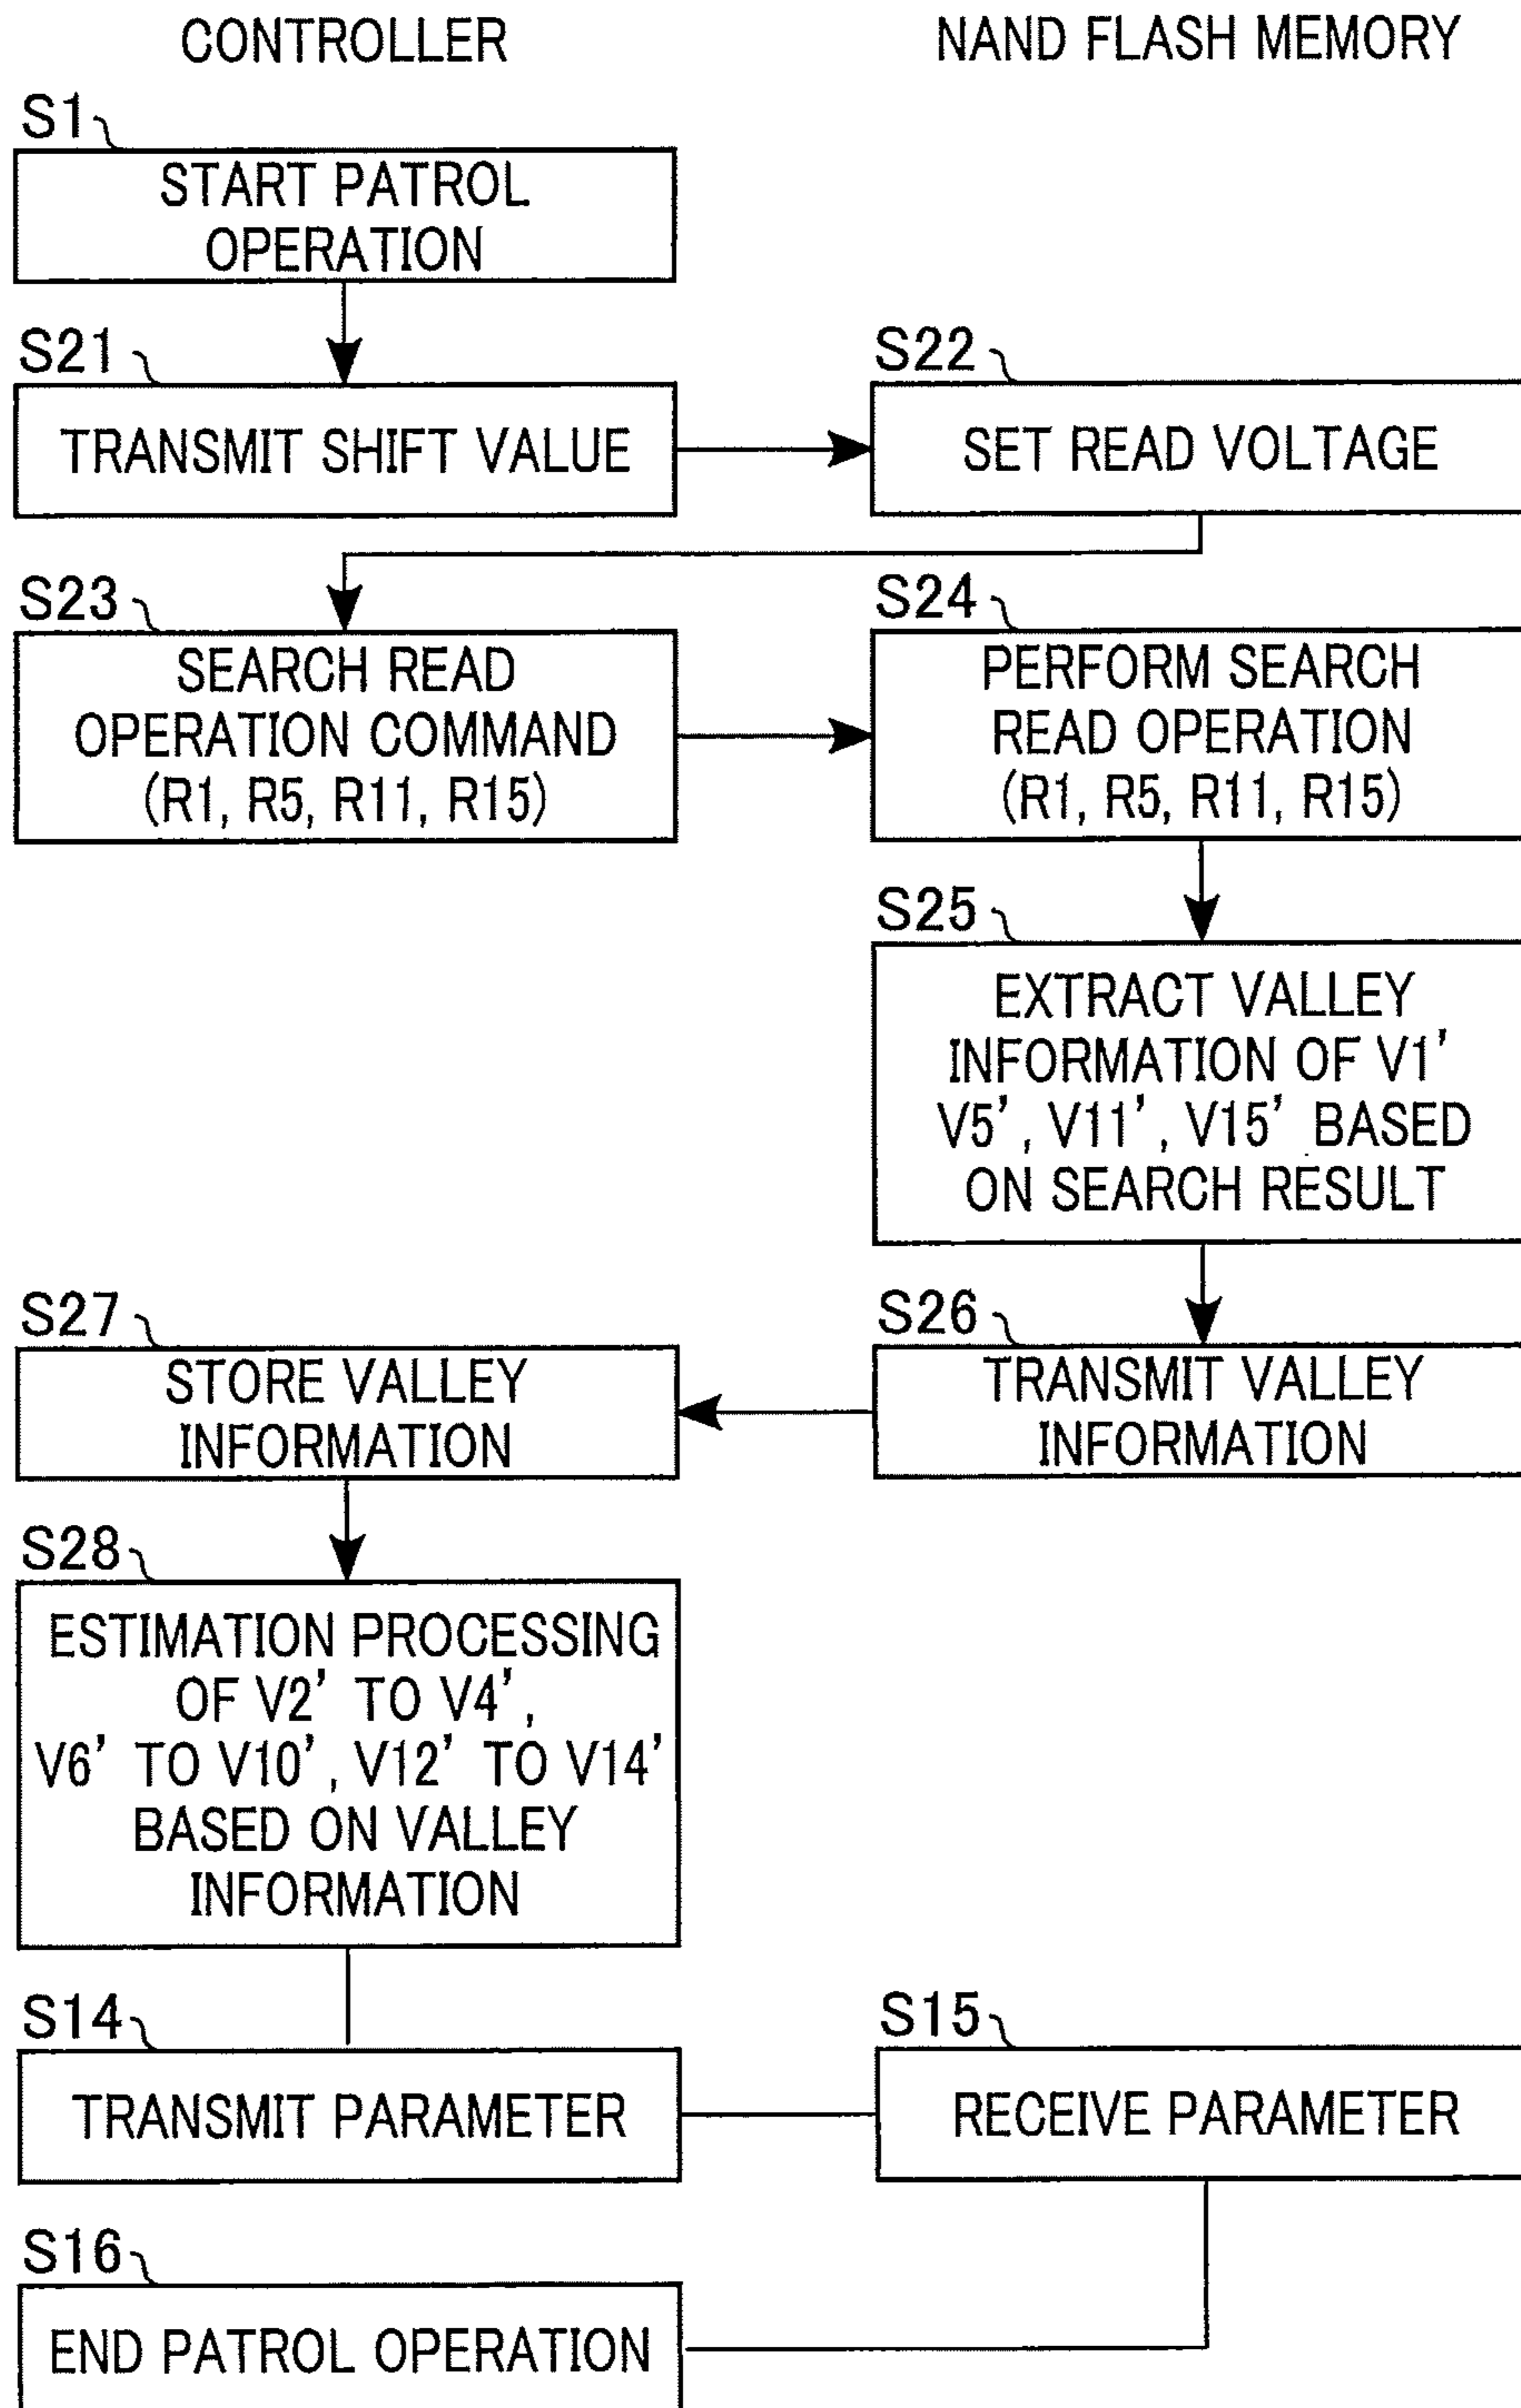 CONTROLLER
NAND FLASH MEMORY
S1
START PATROL
OPERATION
S21
TRANSMIT SHIFT VALUE
S22
SET READ VOLTAGE
S23
SEARCH READ
OPERATION COMMAND
(R1, R5, R11, R15)
S24
PERFORM SEARCH
READ OPERATION
(R1, R5, R11, R15)
S25
EXTRACT VALLEY
INFORMATION OF V1'
V5', V11', V15' BASED
ON SEARCH RESULT
S26
TRANSMIT VALLEY
INFORMATION
S27
STORE VALLEY
INFORMATION
S28
ESTIMATION PROCESSING
OF V2' TO V4',
V6' TO V10', V12' TO V14'
BASED ON VALLEY
INFORMATION
S14
TRANSMIT PARAMETER
S15
RECEIVE PARAMETER
S16
END PATROL OPERATION